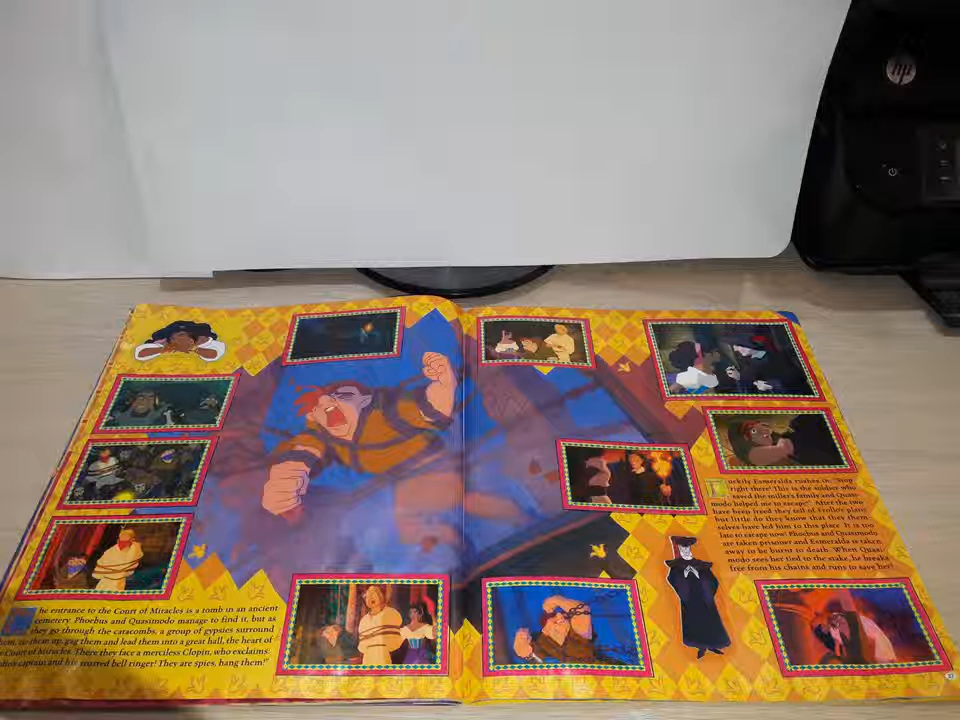 he entrance to the Court of Miracles is a tomb in an ancient
cemetery. Phoebus and Quasimodo manage to find it, but as
they go through the catacombs, a group of gypsies surround
them, tie them up, gag them and lead them into a great hall, the heart of
the Court of Miracles. There they face a merciless Clopin, who exclaims:
captain and his trusted bell ringer! They are spies, hang them!"
uckily Esmeralda rushes in. "Stop
right there! This is the soldier who
saved the miller's family and Quasi-
modo helped me to escape!" After the two
have been freed they tell of Frollo's plans
but little do they know that they them
selves have led him to this place. It is too
late to escape now! Phoebus and Quasimodo
are taken prisoner and Esmeralda is taken
away to be burnt to death. When Quasi
modo sees her tied to the stake, he breaks
free from his chains and runs to save her!
hp